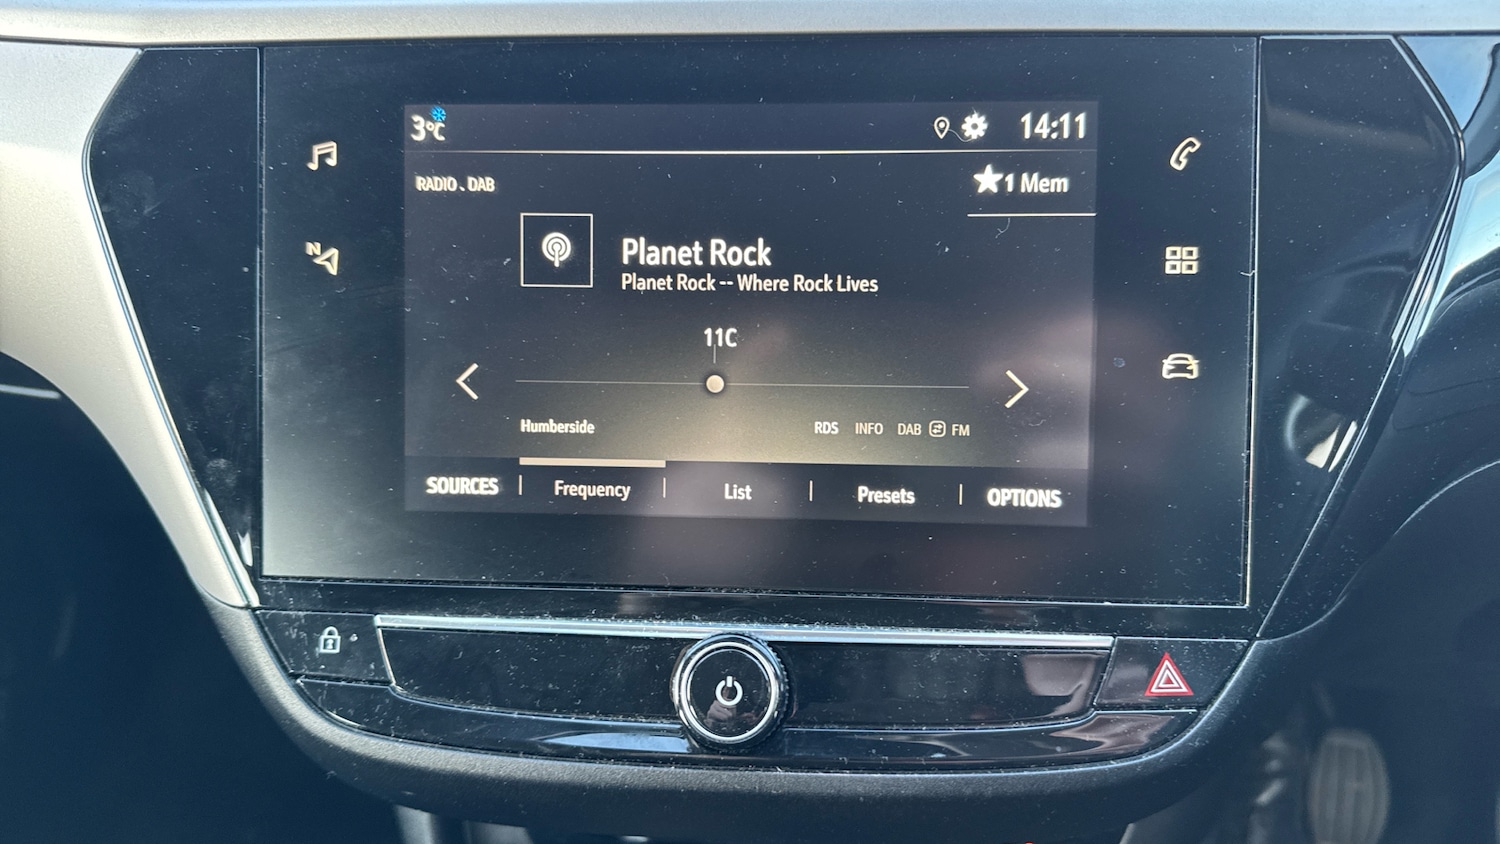 3°C
14:11
RADIO . DAB
1 Mem
Planet Rock
Planet Rock -- Where Rock Lives
11C
Humberside
RDS INFO DAB FM
SOURCES Frequency List Presets OPTIONS
N